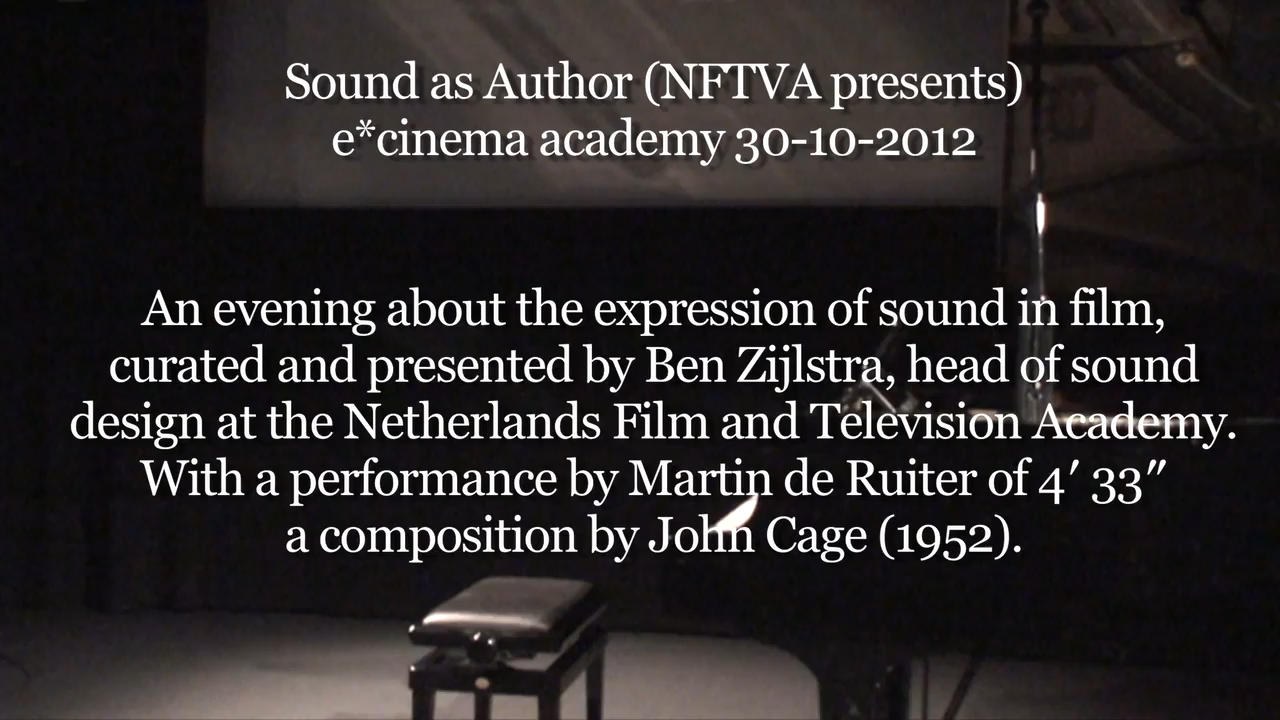 Sound as Author (NFTVA presents)
e*cinema academy 30-10-2012
An evening about the expression of sound in film,
curated and presented by Ben Zijlstra, head of sound
design at the Netherlands Film and Television Academy.
With a performance by Martin de Ruiter of 4′ 33″
a composition by John Cage (1952).